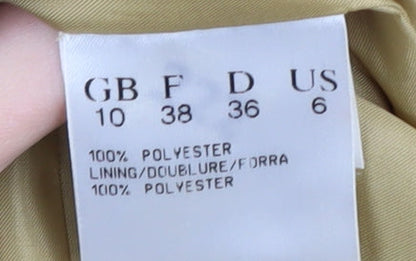 GB F D US
10 38 36 6
100% POLYESTER
LINING/DOUBLURE/FORRA
100% POLYESTER